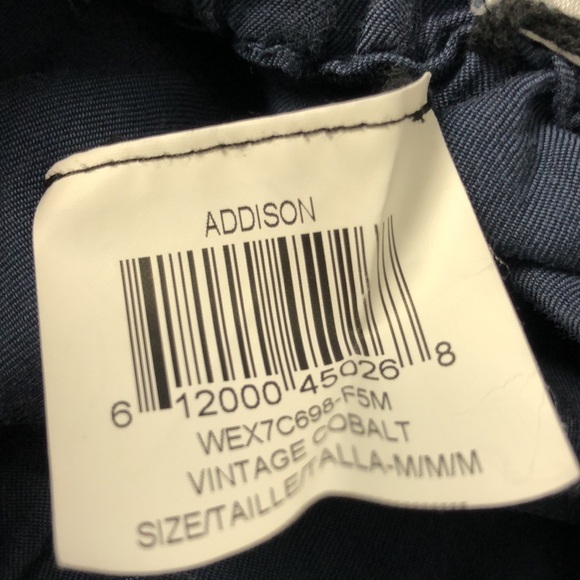 ADDISON
6 12000 45026 8
WEX7C698-F5M
VINTAGE COBALT
SIZE/TAILLE/TALLA-M/M/M